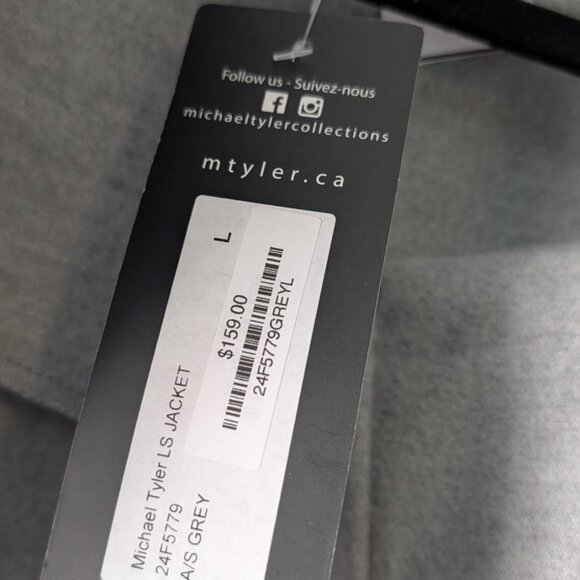 Follow us - Suivez-nous
michaeltylercollections
mtyler.ca
L
$159.00
24F5779GREYL
Michael Tyler LS JACKET
24F5779
A/S GREY